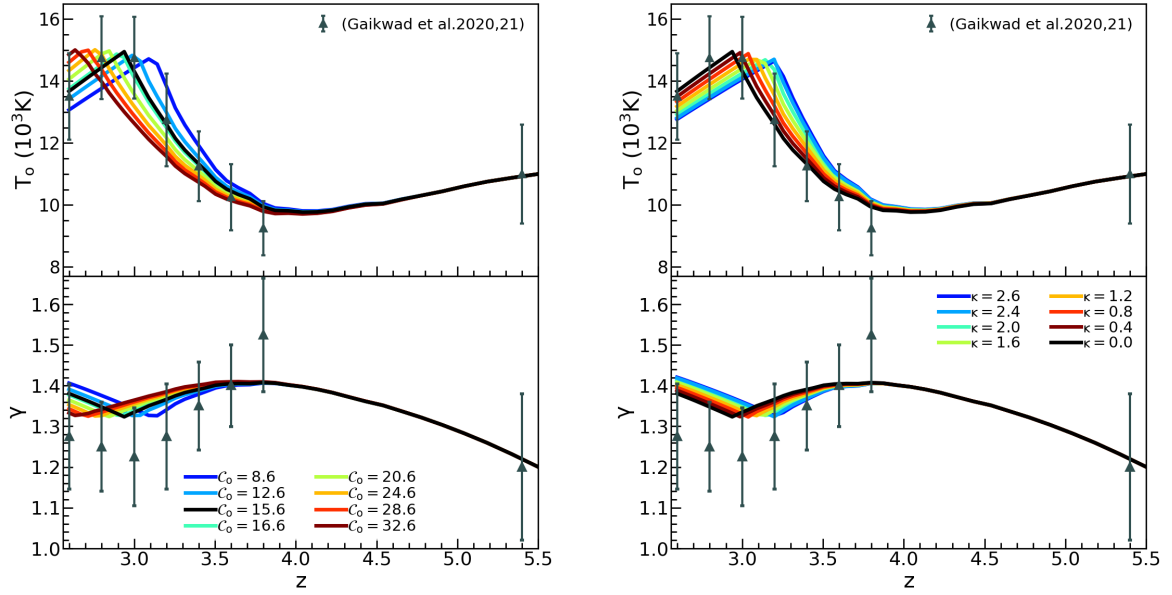 16
14
12
10
8
T₀ (10³K)
(Gaikwad et al.2020,21)
1.6
1.5
1.4
1.3
1.2
1.1
1.0
γ
𝒞₀ = 8.6
𝒞₀ = 12.6
𝒞₀ = 15.6
𝒞₀ = 16.6
𝒞₀ = 20.6
𝒞₀ = 24.6
𝒞₀ = 28.6
𝒞₀ = 32.6
3.0 3.5 4.0 4.5 5.0 5.5
z
16
14
12
10
8
T₀ (10³K)
(Gaikwad et al.2020,21)
1.6
1.5
1.4
1.3
1.2
1.1
1.0
γ
κ = 2.6
κ = 2.4
κ = 2.0
κ = 1.6
κ = 1.2
κ = 0.8
κ = 0.4
κ = 0.0
3.0 3.5 4.0 4.5 5.0 5.5
z